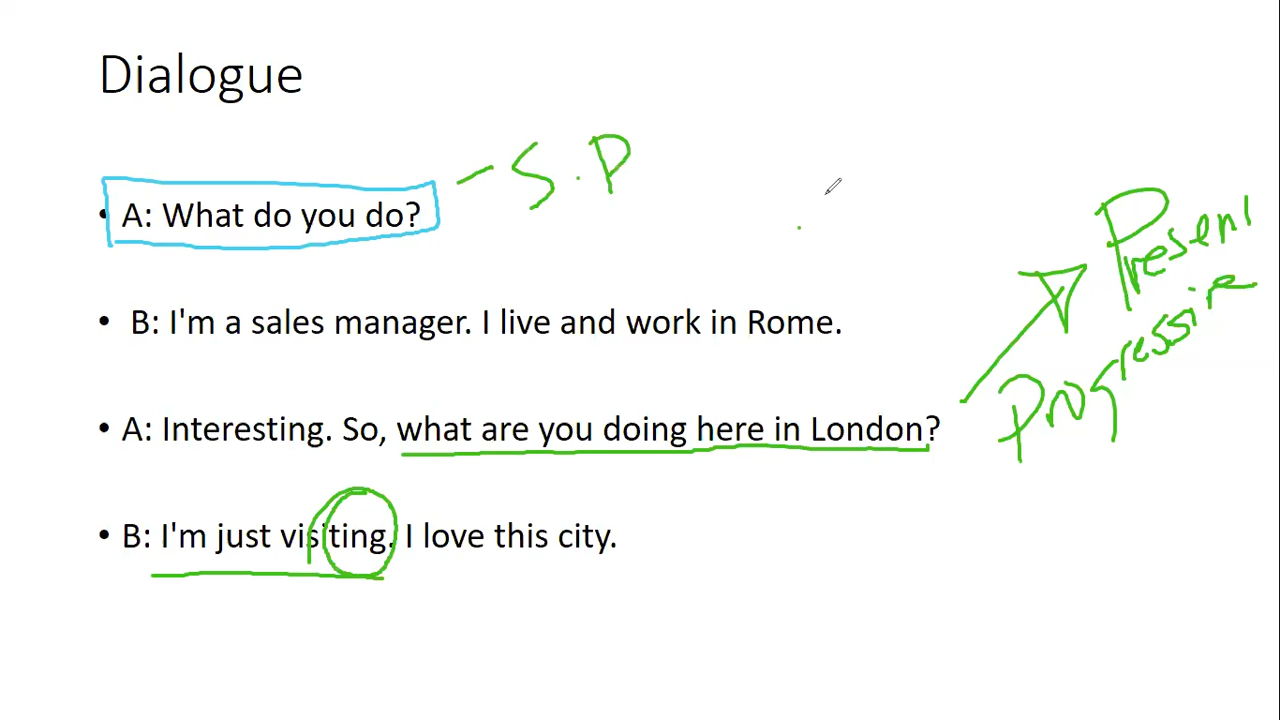 Dialogue
- S.P
• A: What do you do?
• B: I'm a sales manager. I live and work in Rome.
Present
Progressive
• A: Interesting. So, what are you doing here in London?
• B: I'm just visiting. I love this city.